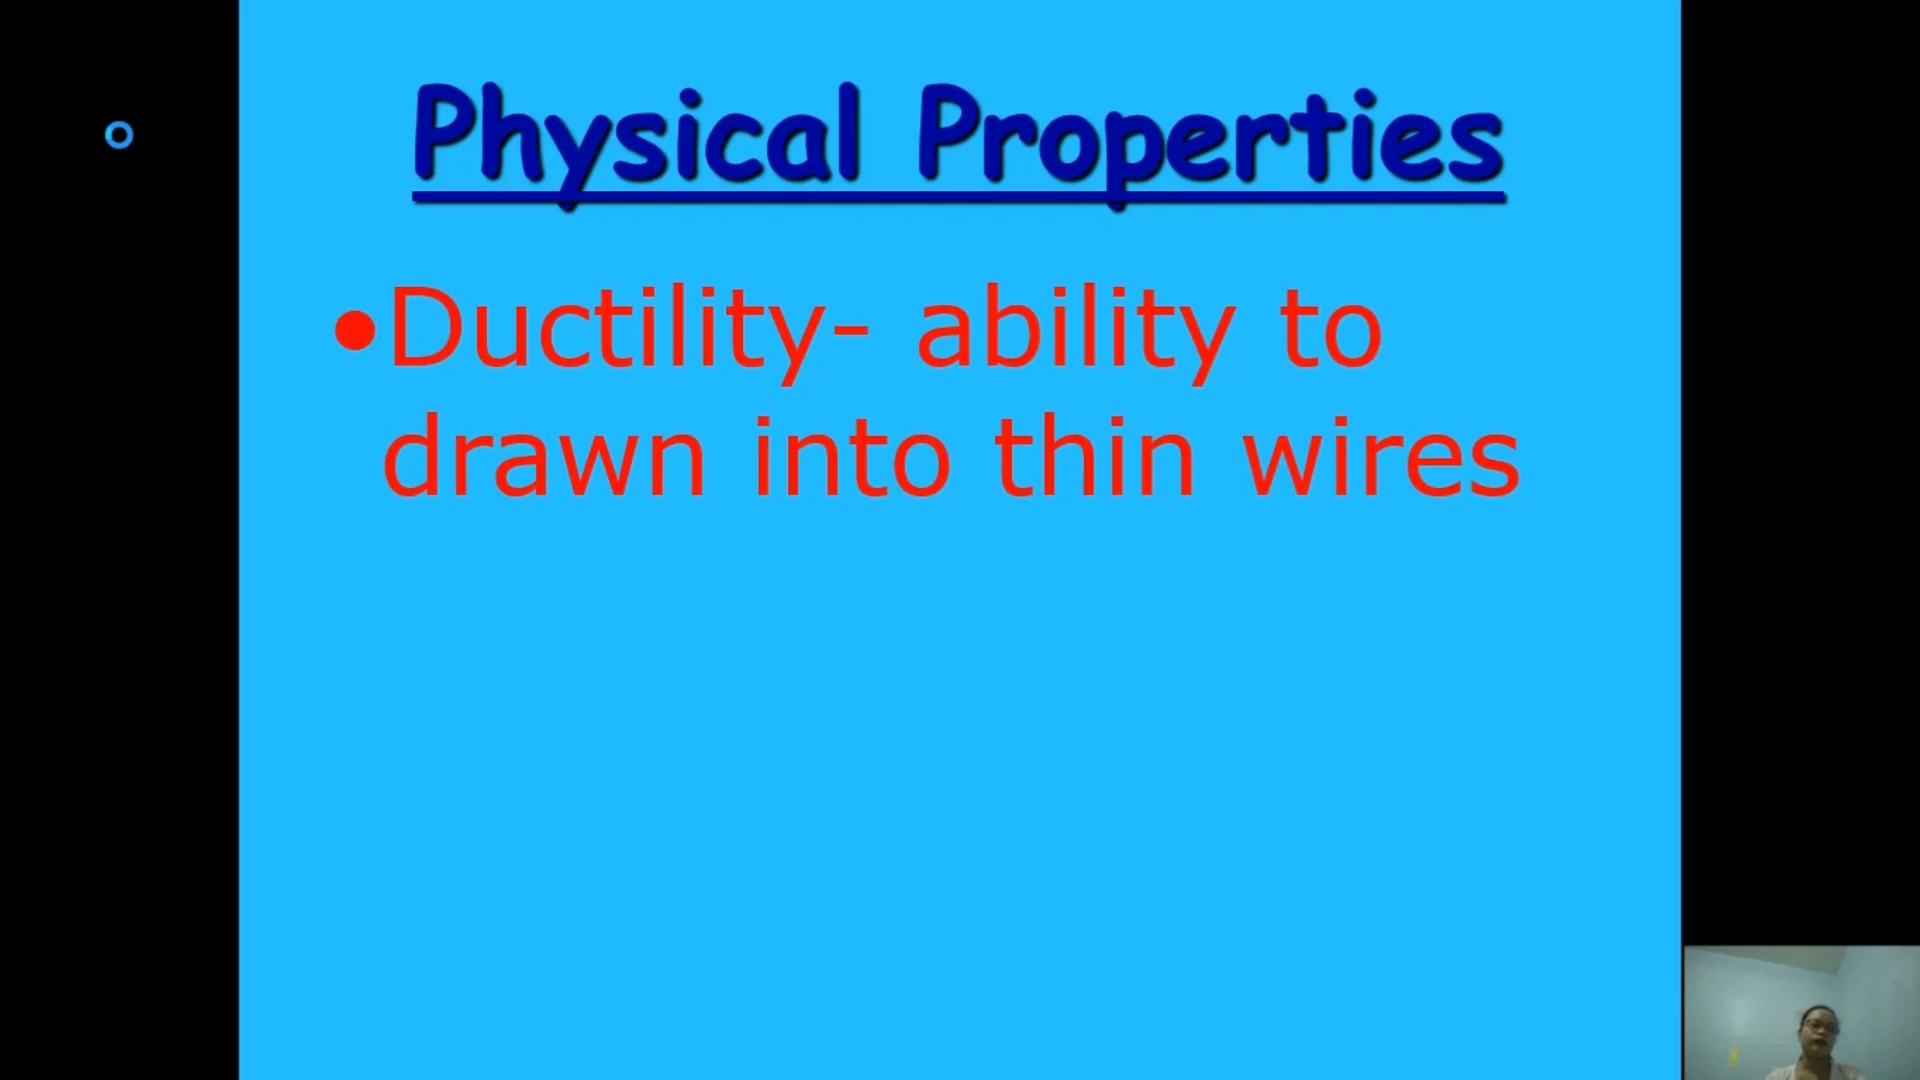 Physical Properties
•Ductility- ability to
drawn into thin wires